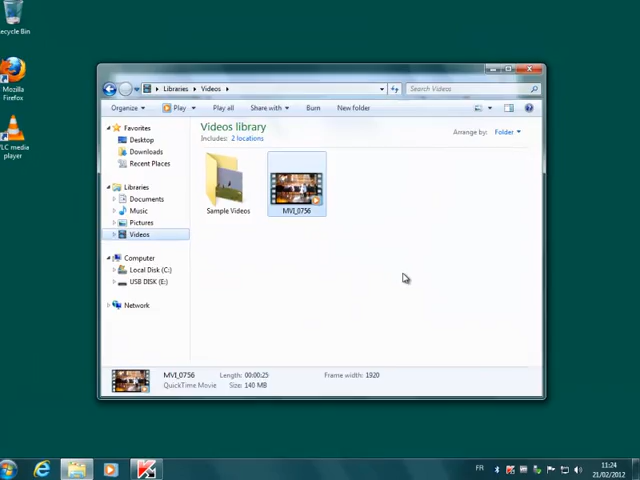 Recycle Bin
Mozilla
Firefox
VLC media
player
Libraries ▸ Videos ▸
Search Videos
Organize Play Play all Share with Burn New folder
Favorites
Desktop
Downloads
Recent Places
Libraries
Documents
Music
Pictures
Videos
Computer
Local Disk (C:)
USB DISK (E:)
Network
Videos library
Includes: 2 locations
Arrange by: Folder
Sample Videos
MVI_0756
MVI_0756 Length: 00:00:25 Frame width: 1920
QuickTime Movie Size: 140 MB
FR
11:24
21/02/2012